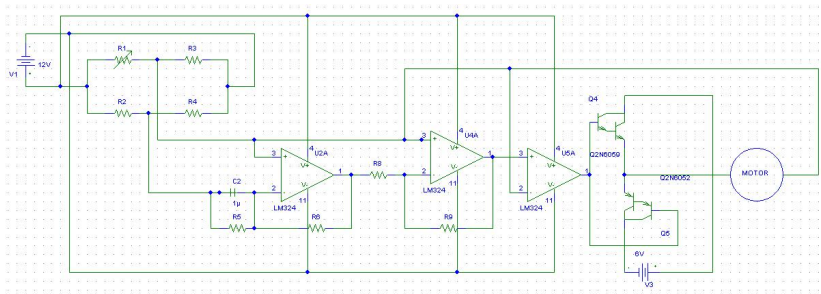 V1
12V
R1
R3
R2
R4
C2
1µ
R5
R6
3
2
+
-
4
V+
V-
11
1
U2A
LM324
R8
3
2
+
-
4
V+
V-
11
1
U4A
LM324
R9
3
2
+
-
4
V+
V-
11
1
U5A
LM324
Q4
Q2N6059
Q2N6052
Q5
MOTOR
6V
V3